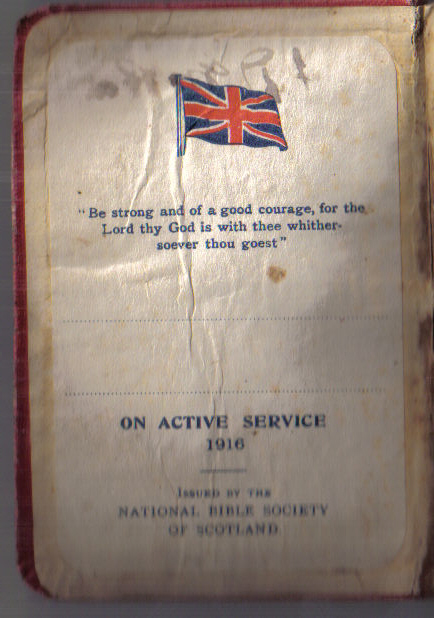 "Be strong and of a good courage, for the
Lord thy God is with thee whither-
soever thou goest"
ON ACTIVE SERVICE
1916
ISSUED BY THE
NATIONAL BIBLE SOCIETY
OF SCOTLAND